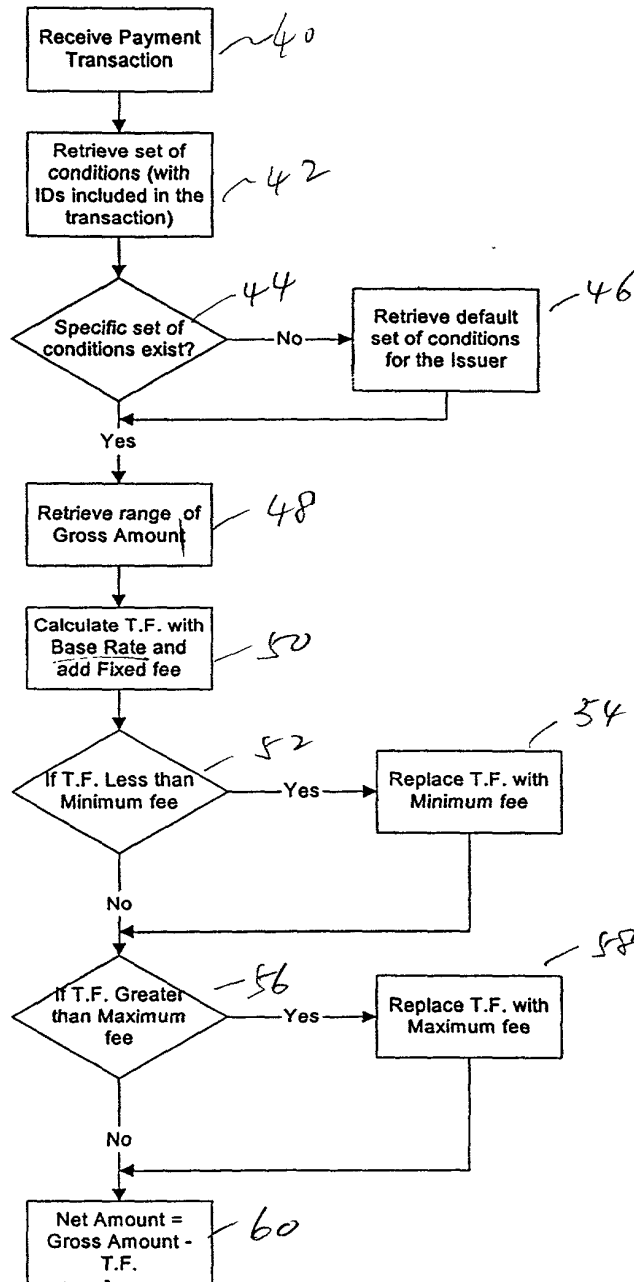 Receive Payment
Transaction
40
Retrieve set of
conditions (with
IDs included in the
transaction)
42
Specific set of
conditions exist?
44
No
Retrieve default
set of conditions
for the Issuer
46
Yes
Retrieve range of
Gross Amount
48
Calculate T.F. with
Base Rate and
add Fixed fee
50
If T.F. Less than
Minimum fee
52
Yes
Replace T.F. with
Minimum fee
54
No
If T.F. Greater
than Maximum
fee
56
Yes
Replace T.F. with
Maximum fee
58
No
Net Amount =
Gross Amount -
T.F.
60